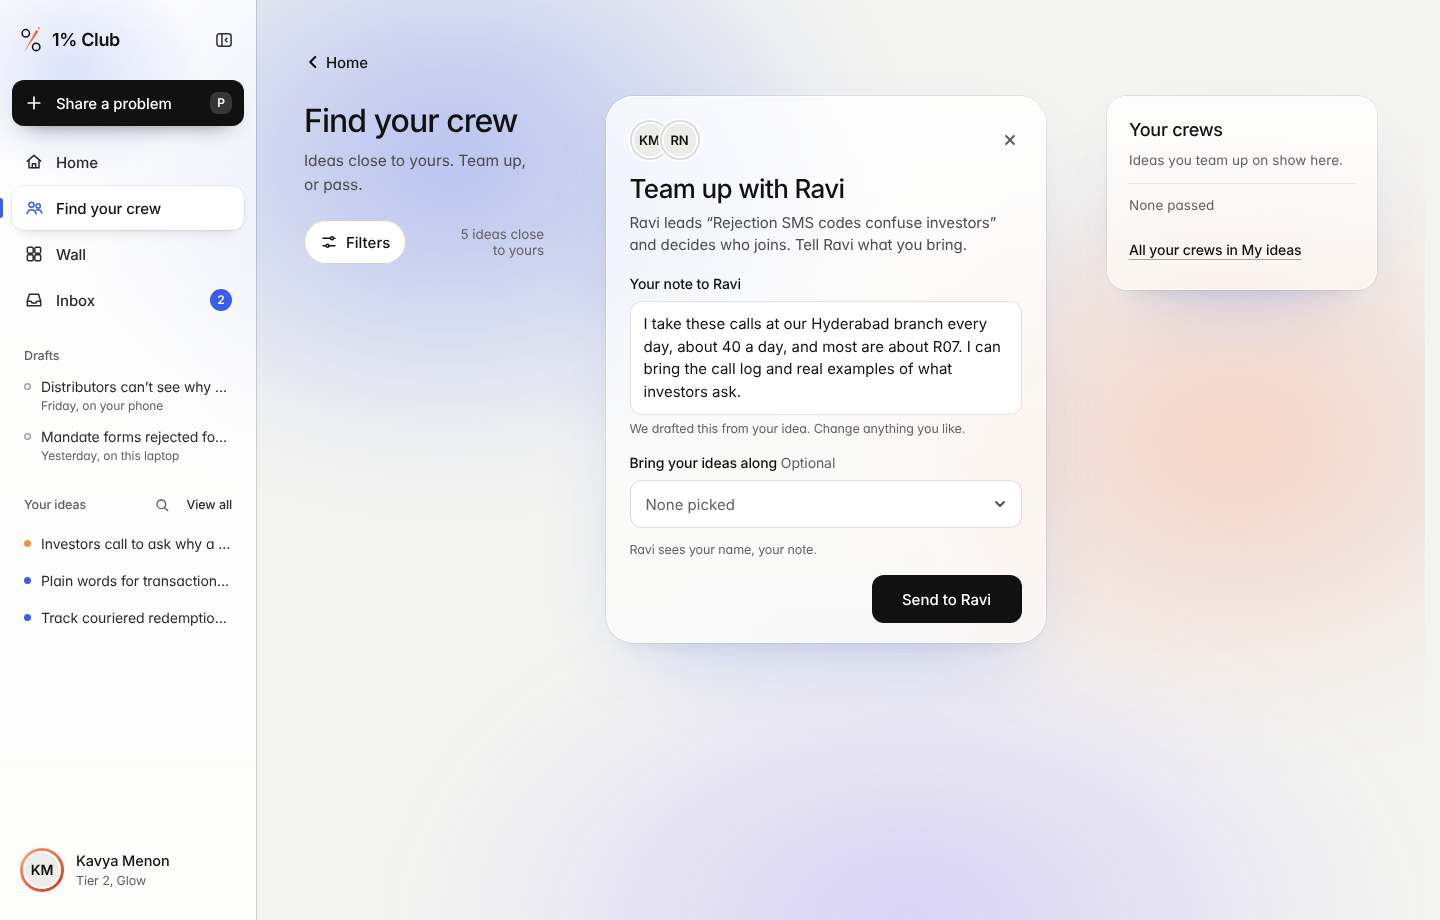 1% Club
Share a problem
P
Home
Find your crew
Wall
Inbox
2
Drafts
Distributors can’t see why ...
Friday, on your phone
Mandate forms rejected fo...
Yesterday, on this laptop
Your ideas
View all
Investors call to ask why a ...
Plain words for transaction...
Track couriered redemptio...
KM
Kavya Menon
Tier 2, Glow
Home
Find your crew
Ideas close to yours. Team up,
or pass.
Filters
5 ideas close
to yours
KM
RN
Team up with Ravi
Ravi leads “Rejection SMS codes confuse investors”
and decides who joins. Tell Ravi what you bring.
Your note to Ravi
I take these calls at our Hyderabad branch every
day, about 40 a day, and most are about R07. I can
bring the call log and real examples of what
investors ask.
We drafted this from your idea. Change anything you like.
Bring your ideas along Optional
None picked
Ravi sees your name, your note.
Send to Ravi
Your crews
Ideas you team up on show here.
None passed
All your crews in My ideas